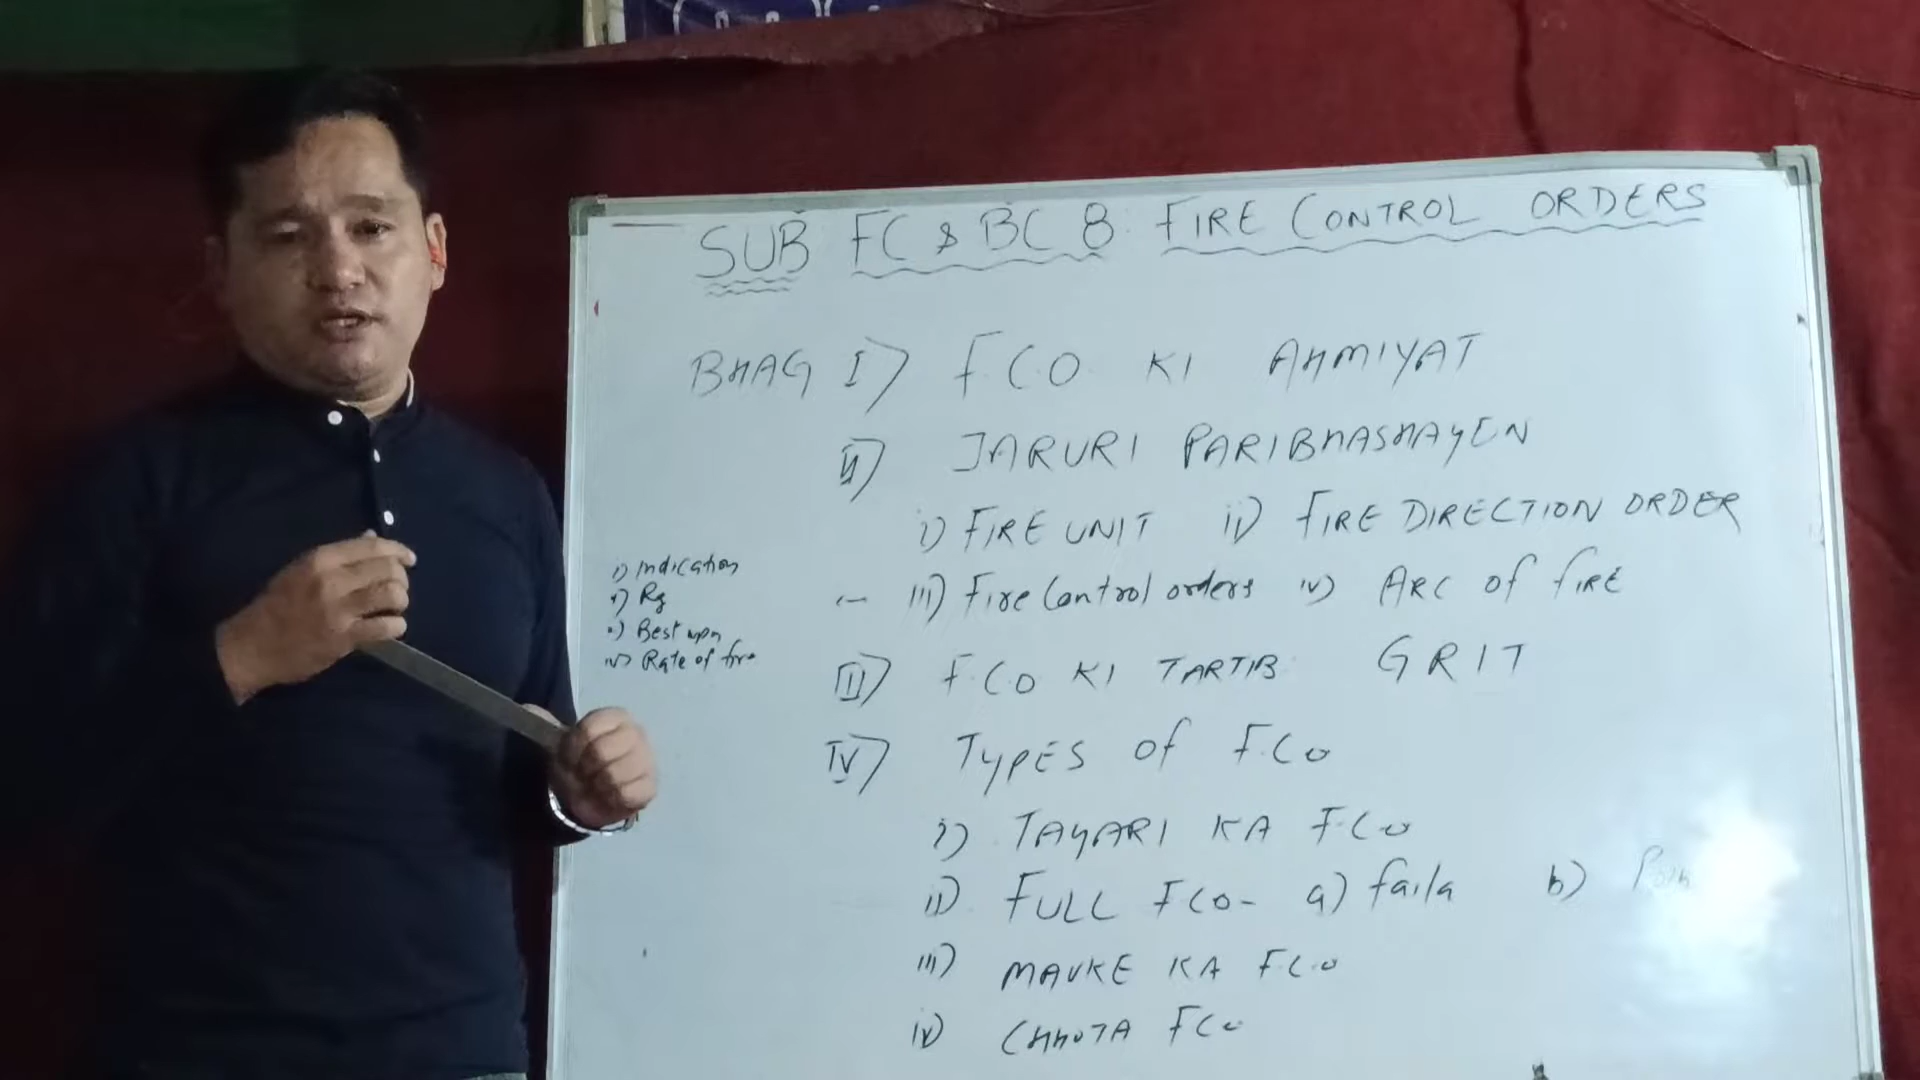 SUB FC & BC 8 FIRE CONTROL ORDERS
BHAG I) F.C.O KI AHMIYAT
II) JARURI PARIBHASHAYEN
i) FIRE UNIT ii) FIRE DIRECTION ORDER
iii) Fire Control orders iv) ARC of fiRE
III) F.C.O KI TARTIB GRIT
IV) TYPES of F.C.O
i) TAYARI KA F.C.O
ii) FULL F.C.O- a) faila b)
iii) MAUKE KA F.C.O
iv) CHHOTA F.C.O
i) Indication
Rg
Best wpn
iv) Rate of fire